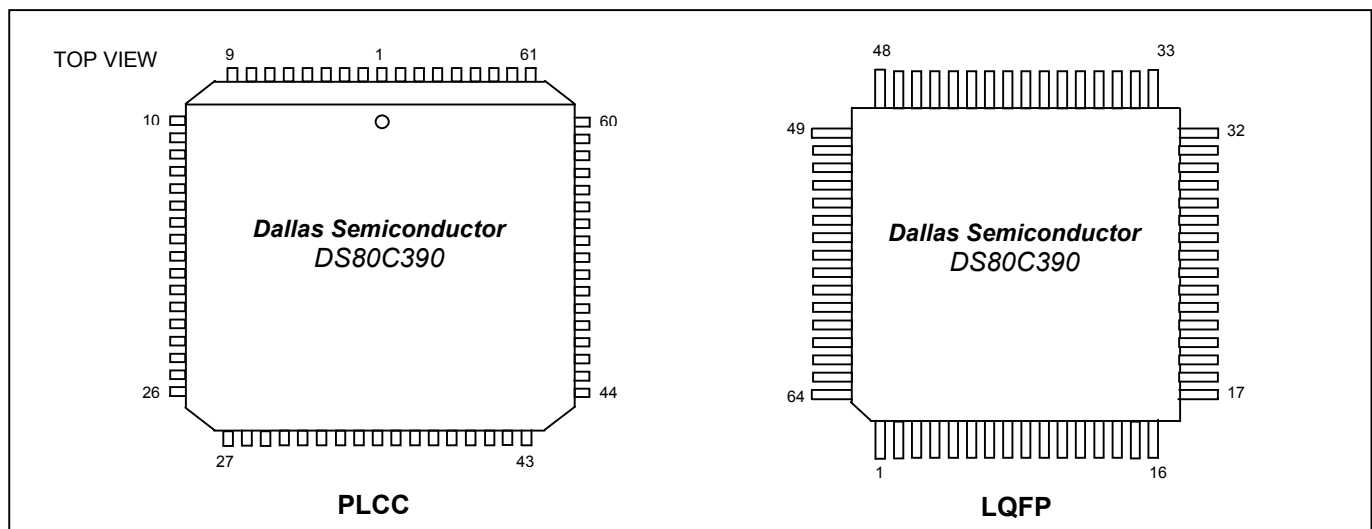 TOP VIEW
9 1 61
10 60
Dallas Semiconductor
DS80C390
26 44
27 43
PLCC
48 33
49 32
Dallas Semiconductor
DS80C390
64 17
1 16
LQFP